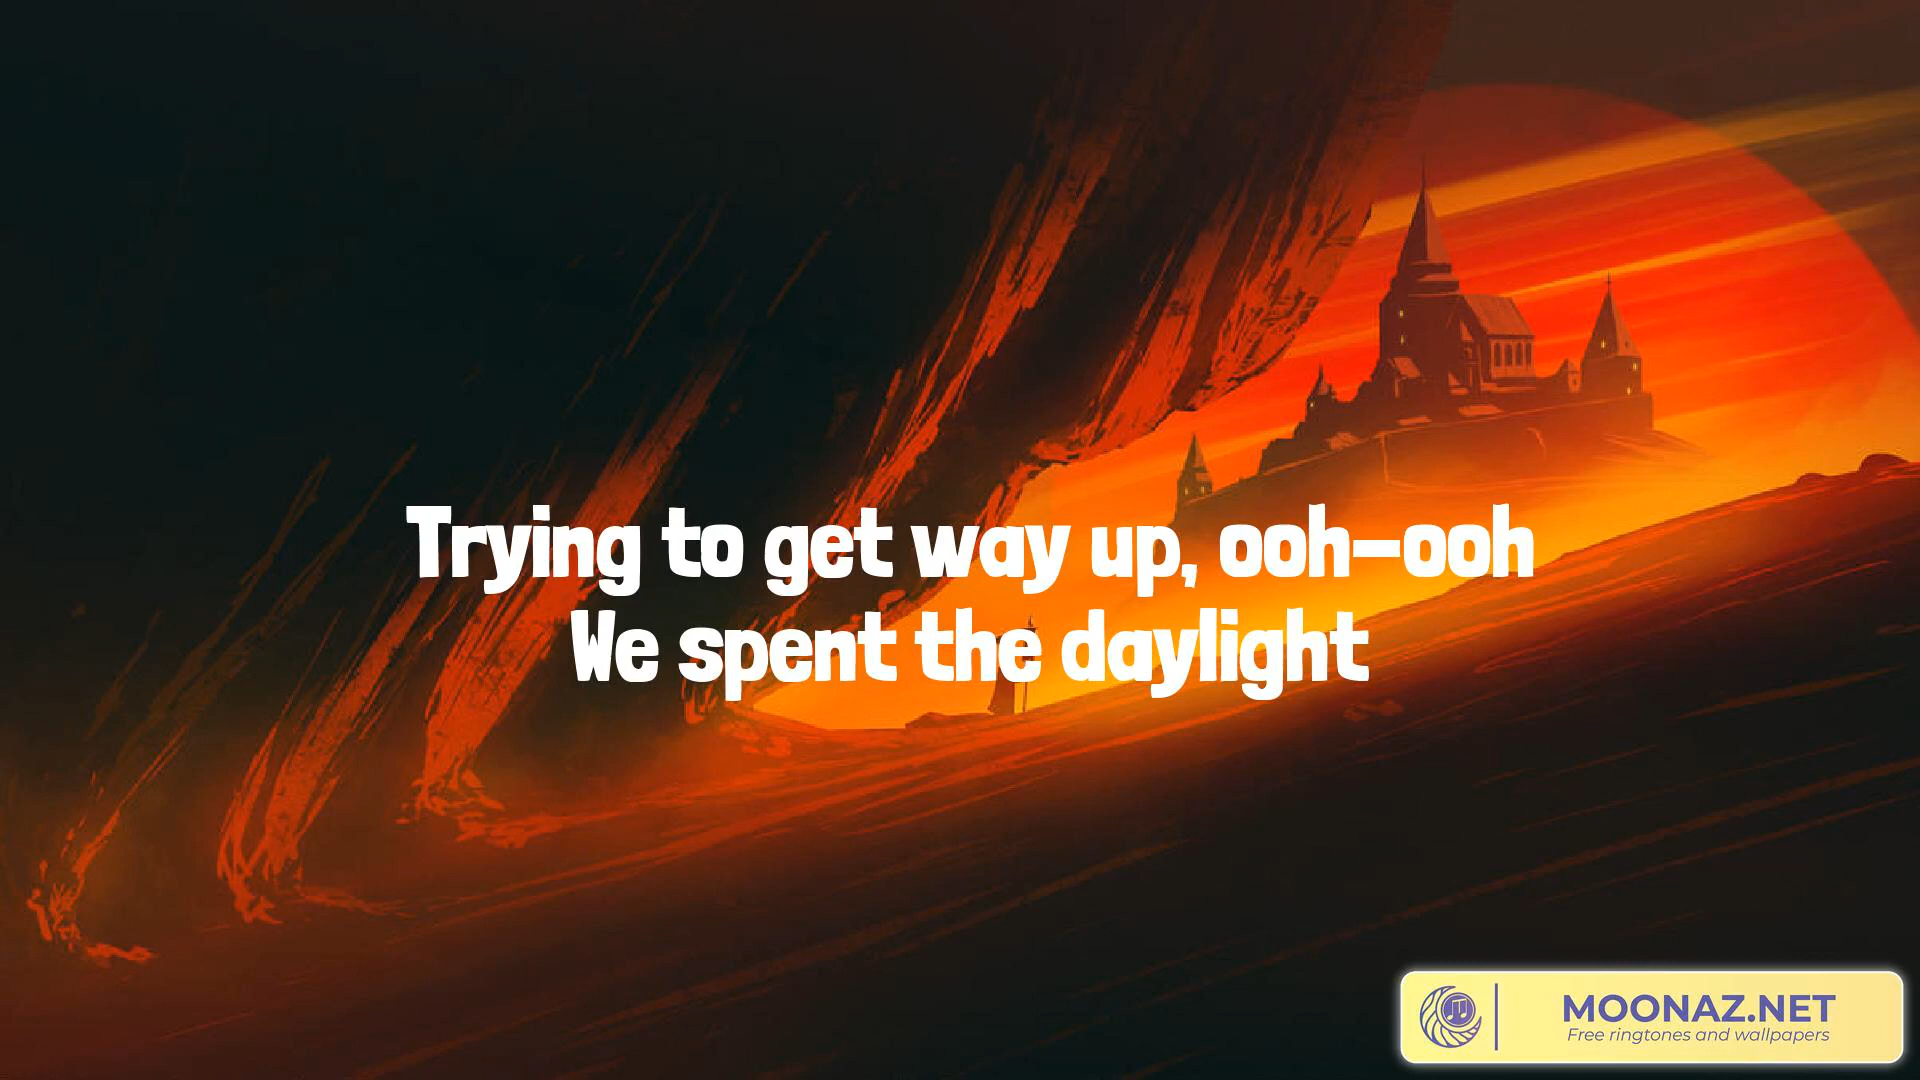 Trying to get way up, ooh-ooh
We spent the daylight
MOONAZ.NET
Free ringtones and wallpapers